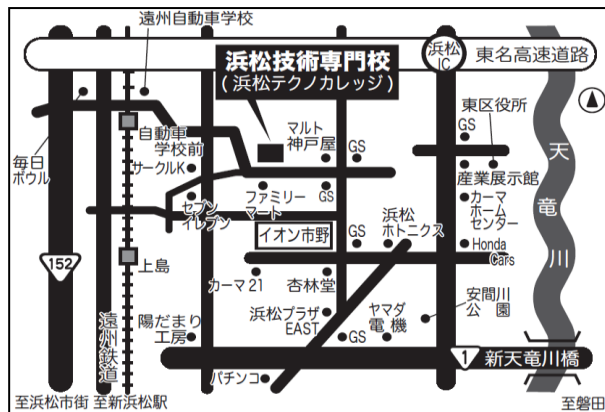 遠州自動車学校
浜松技術専門校
(浜松テクノカレッジ)
浜松
IC
東名高速道路
東区役所
GS
毎日
ボウル
自動車
学校前
サークルK
マルト
神戸屋
GS
産業展示館
天竜川
セブン
イレブン
ファミリー
マート
GS
カーマ
ホーム
センター
イオン市野
GS
浜松
ホトニクス
Honda
Cars
152
上島
カーマ21
杏林堂
遠州鉄道
陽だまり
工房
浜松プラザ
EAST
GS
ヤマダ
電機
安間川
公園
1
新天竜川橋
パチンコ
至浜松市街
至新浜松駅
至磐田